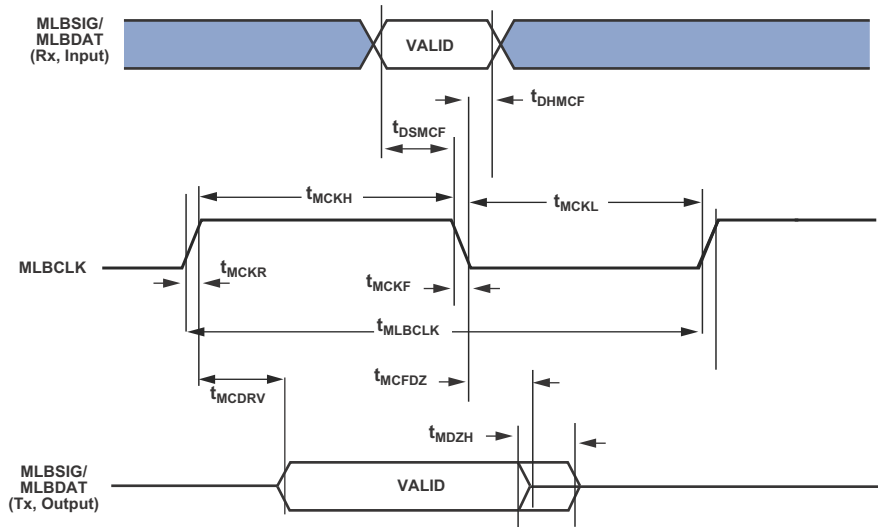 MLBSIG/
MLBDAT
(Rx, Input)
VALID
tDHMCF
tDSMCF
tMCKH
tMCKL
MLBCLK
tMCKR
tMCKF
tMLBCLK
tMCFDZ
tMCDRV
tMDZH
MLBSIG/
MLBDAT
(Tx, Output)
VALID